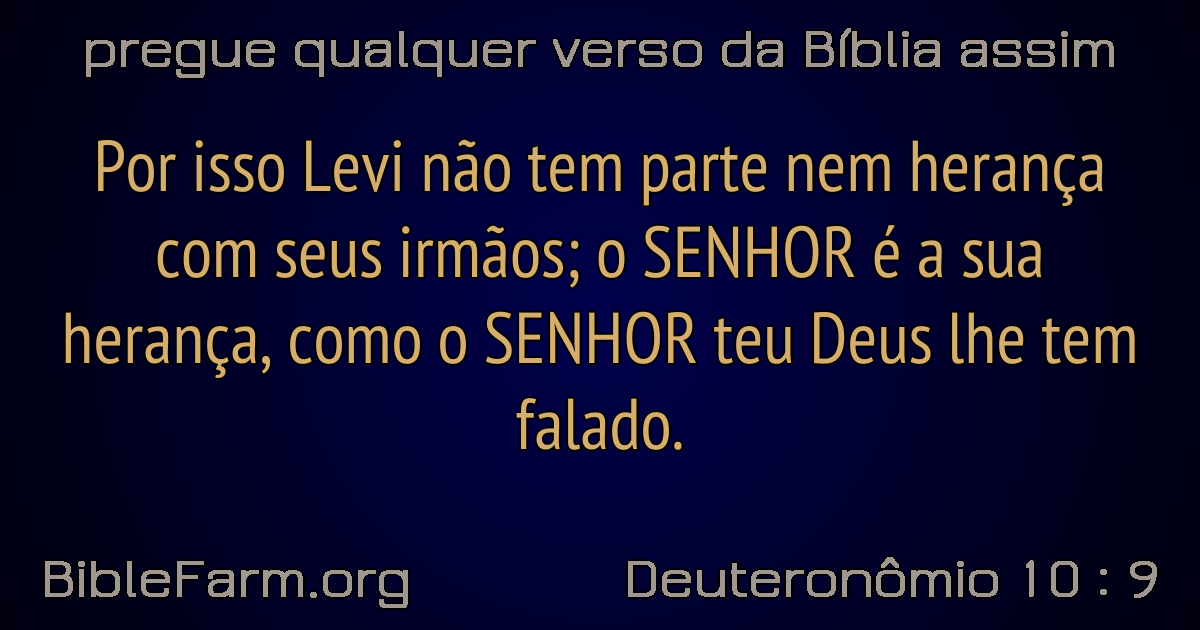 pregue qualquer verso da Bíblia assim
Por isso Levi não tem parte nem herança
com seus irmãos; o SENHOR é a sua
herança, como o SENHOR teu Deus lhe tem
falado.
BibleFarm.org
Deuteronômio 10 : 9